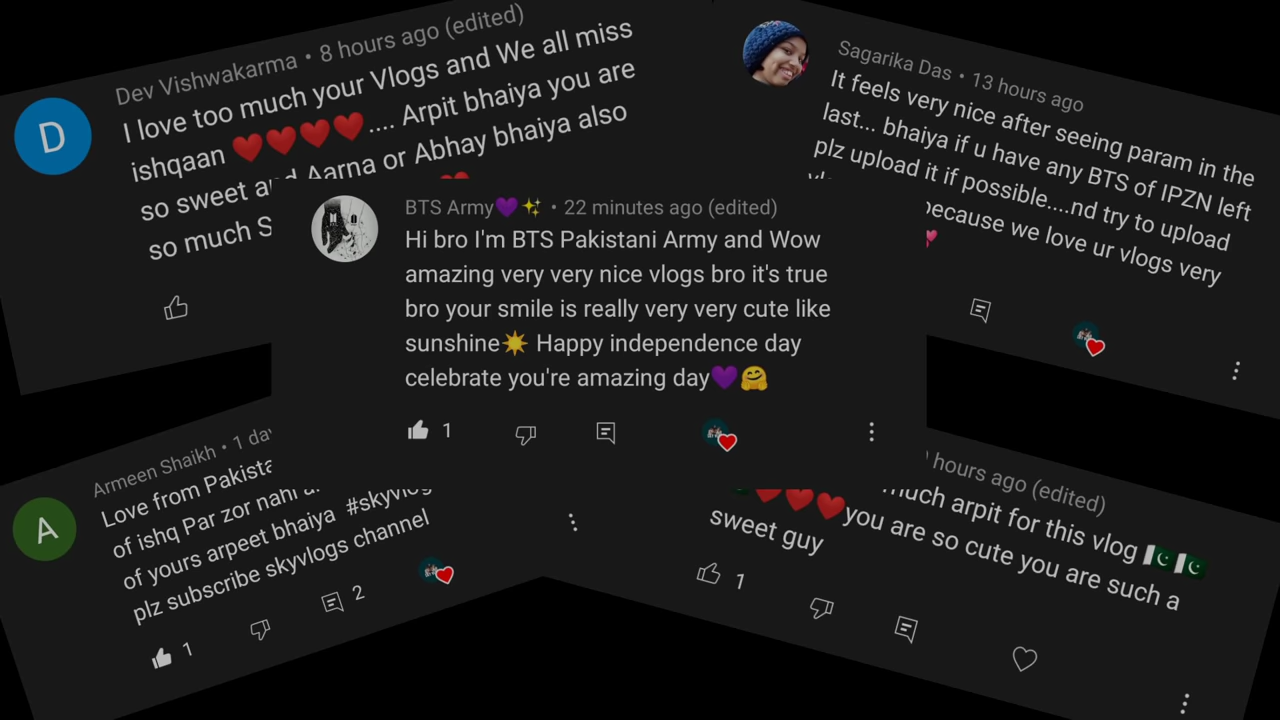 D
Dev Vishwakarma • 8 hours ago (edited)
I love too much your Vlogs and We all miss
ishqaan ❤️❤️❤️❤️.... Arpit bhaiya you are
so sweet and Aarna or Abhay bhaiya also
so much S
Sagarika Das • 13 hours ago
It feels very nice after seeing param in the
last... bhaiya if u have any BTS of IPZN left
plz upload it if possible....nd try to upload
because we love ur vlogs very
BTS Army💜✨ • 22 minutes ago (edited)
Hi bro I'm BTS Pakistani Army and Wow
amazing very very nice vlogs bro it's true
bro your smile is really very very cute like
sunshine☀️ Happy independence day
celebrate you're amazing day💜🤗
1
A
Armeen Shaikh • 1 da
Love from Pakista
of ishq Par zor nahi
of yours arpeet bhaiya #skyvlog
plz subscribe skyvlogs channel
1
2
hours ago (edited)
much arpit for this vlog 🇵🇰🇵🇰
❤️❤️❤️you are so cute you are such a
sweet guy
1